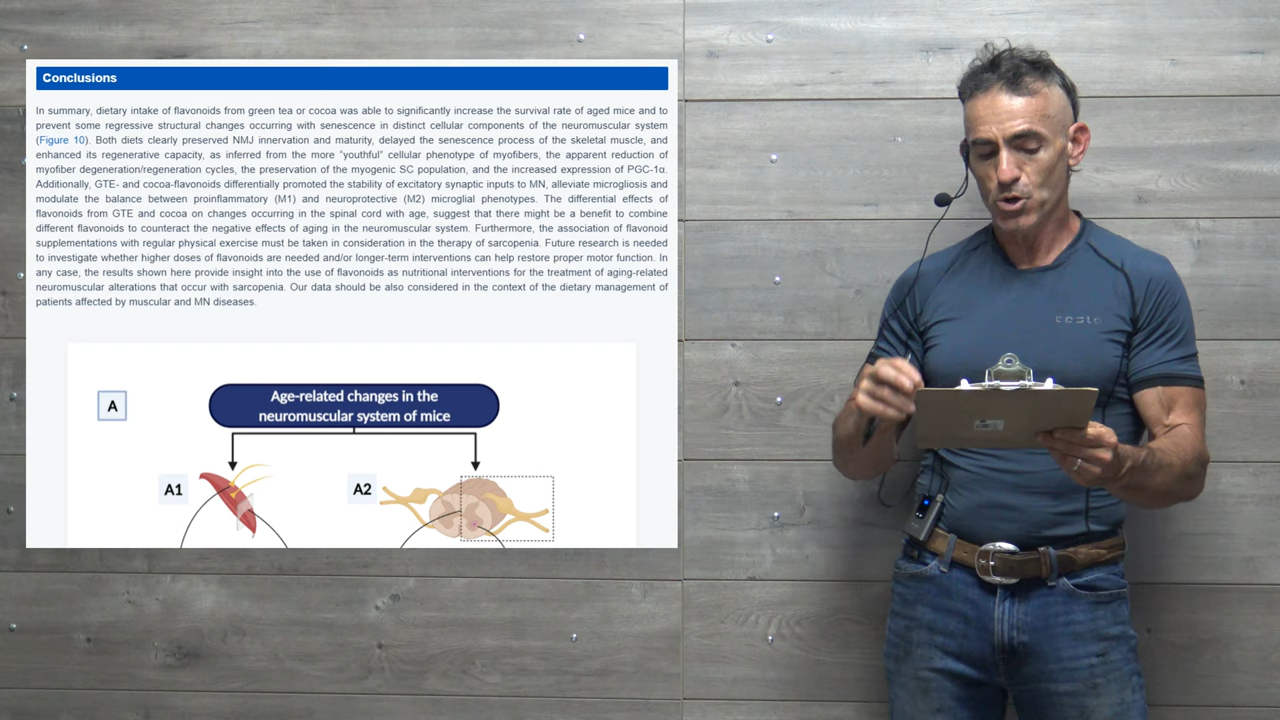 Conclusions
In summary, dietary intake of flavonoids from green tea or cocoa was able to significantly increase the survival rate of aged mice and to
prevent some regressive structural changes occurring with senescence in distinct cellular components of the neuromuscular system
(Figure 10). Both diets clearly preserved NMJ innervation and maturity, delayed the senescence process of the skeletal muscle, and
enhanced its regenerative capacity, as inferred from the more “youthful” cellular phenotype of myofibers, the apparent reduction of
myofiber degeneration/regeneration cycles, the preservation of the myogenic SC population, and the increased expression of PGC-1α.
Additionally, GTE- and cocoa-flavonoids differentially promoted the stability of excitatory synaptic inputs to MN, alleviate microgliosis and
modulate the balance between proinflammatory (M1) and neuroprotective (M2) microglial phenotypes. The differential effects of
flavonoids from GTE and cocoa on changes occurring in the spinal cord with age, suggest that there might be a benefit to combine
different flavonoids to counteract the negative effects of aging in the neuromuscular system. Furthermore, the association of flavonoid
supplementations with regular physical exercise must be taken in consideration in the therapy of sarcopenia. Future research is needed
to investigate whether higher doses of flavonoids are needed and/or longer-term interventions can help restore proper motor function. In
any case, the results shown here provide insight into the use of flavonoids as nutritional interventions for the treatment of aging-related
neuromuscular alterations that occur with sarcopenia. Our data should be also considered in the context of the dietary management of
patients affected by muscular and MN diseases.
A
Age-related changes in the
neuromuscular system of mice
A1
A2